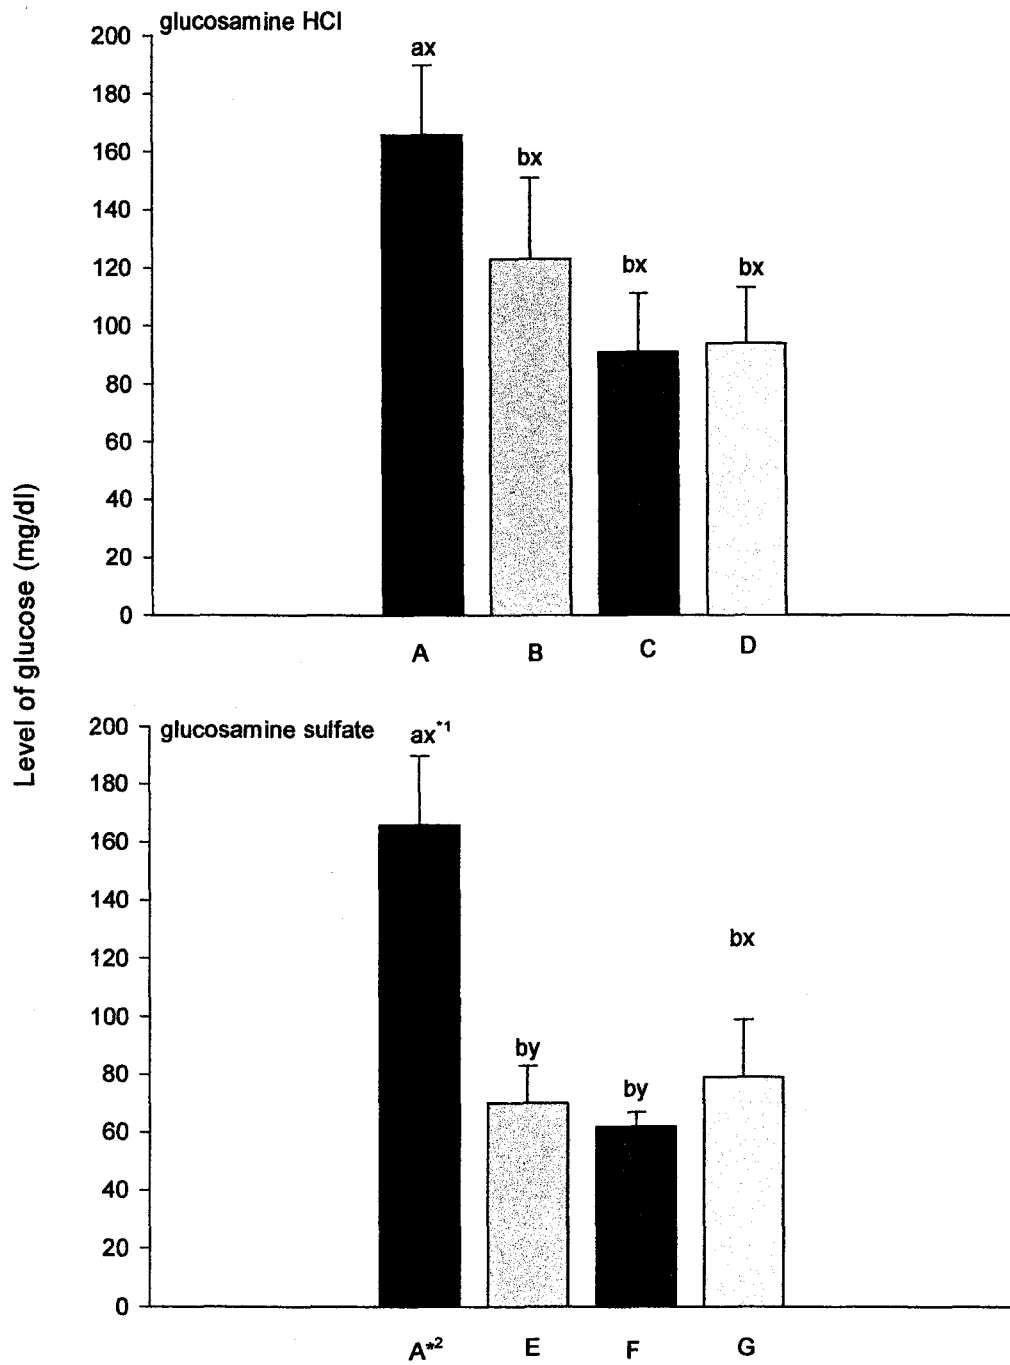 glucosamine HCl
200
180
160
140
120
100
80
60
40
20
0
ax
bx
bx
bx
A
B
C
D
Level of glucose (mg/dl)
glucosamine sulfate
200
180
160
140
120
100
80
60
40
20
0
ax*1
by
by
bx
A*2
E
F
G